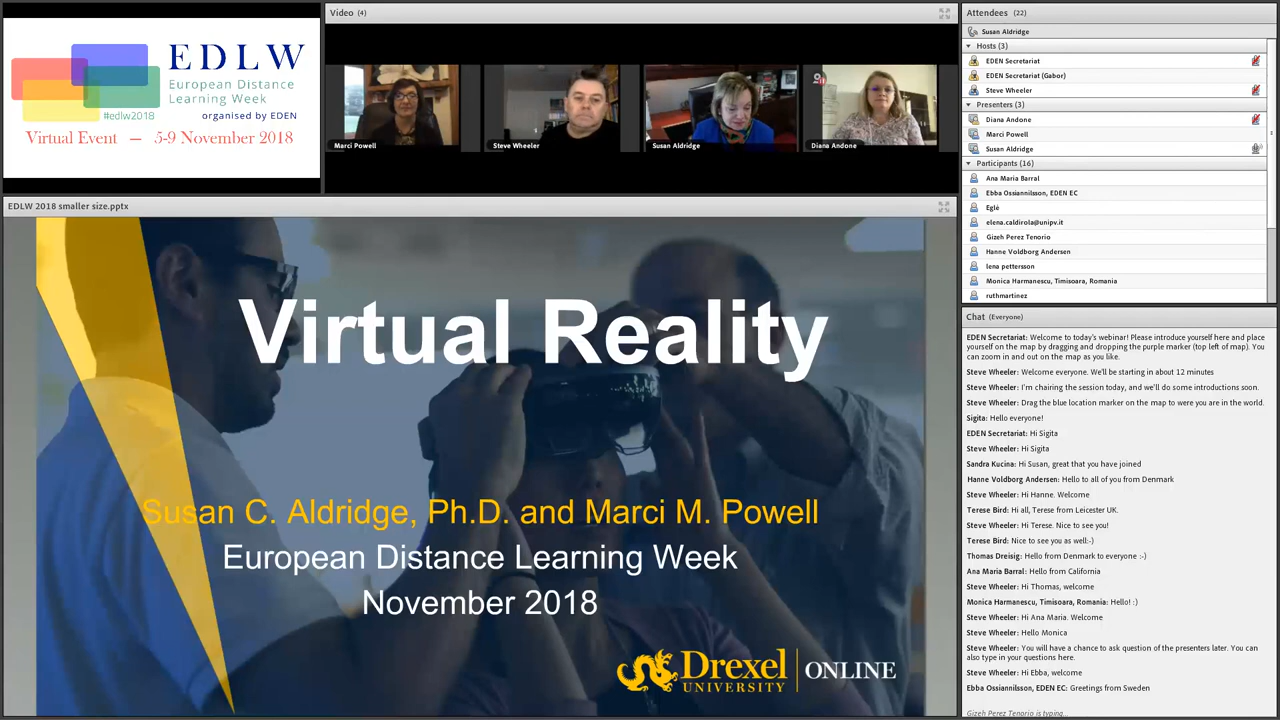 EDLW
European Distance
Learning Week
#edlw2018
organised by EDEN
Virtual Event — 5-9 November 2018
Video (4)
Marci Powell
Steve Wheeler
Susan Aldridge
Diana Andone
EDLW 2018 smaller size.pptx
Virtual Reality
Susan C. Aldridge, Ph.D. and Marci M. Powell
European Distance Learning Week
November 2018
Drexel
UNIVERSITY
ONLINE
Attendees (22)
Susan Aldridge
Hosts (3)
EDEN Secretariat
EDEN Secretariat (Gabor)
Steve Wheeler
Presenters (3)
Diana Andone
Marci Powell
Susan Aldridge
Participants (16)
Ana Maria Barral
Ebba Ossiannilsson, EDEN EC
Eglė
elena.caldirola@unipv.it
Gizeh Perez Tenorio
Hanne Voldborg Andersen
lena pettersson
Monica Harmanescu, Timisoara, Romania
ruthmartinez
Chat (Everyone)
EDEN Secretariat: Welcome to today's webinar! Please introduce yourself here and place
yourself on the map by dragging and dropping the purple marker (top left of map). You
can zoom in and out on the map as you like.
Steve Wheeler: Welcome everyone. We'll be starting in about 12 minutes
Steve Wheeler: I'm chairing the session today, and we'll do some introductions soon.
Steve Wheeler: Drag the blue location marker on the map to were you are in the world.
Sigita: Hello everyone!
EDEN Secretariat: Hi Sigita
Steve Wheeler: Hi Sigita
Sandra Kucina: Hi Susan, great that you have joined
Hanne Voldborg Andersen: Hello to all of you from Denmark
Steve Wheeler: Hi Hanne. Welcome
Terese Bird: Hi all, Terese from Leicester UK.
Steve Wheeler: Hi Terese. Nice to see you!
Terese Bird: Nice to see you as well:-)
Thomas Dreisig: Hello from Denmark to everyone :-)
Ana Maria Barral: Hello from California
Steve Wheeler: Hi Thomas, welcome
Monica Harmanescu, Timisoara, Romania: Hello! :)
Steve Wheeler: Hi Ana Maria. Welcome
Steve Wheeler: Hello Monica
Steve Wheeler: You will have a chance to ask question of the presenters later. You can
also type in your questions here.
Steve Wheeler: Hi Ebba, welcome
Ebba Ossiannilsson, EDEN EC: Greetings from Sweden
Gizeh Perez Tenorio is typing...